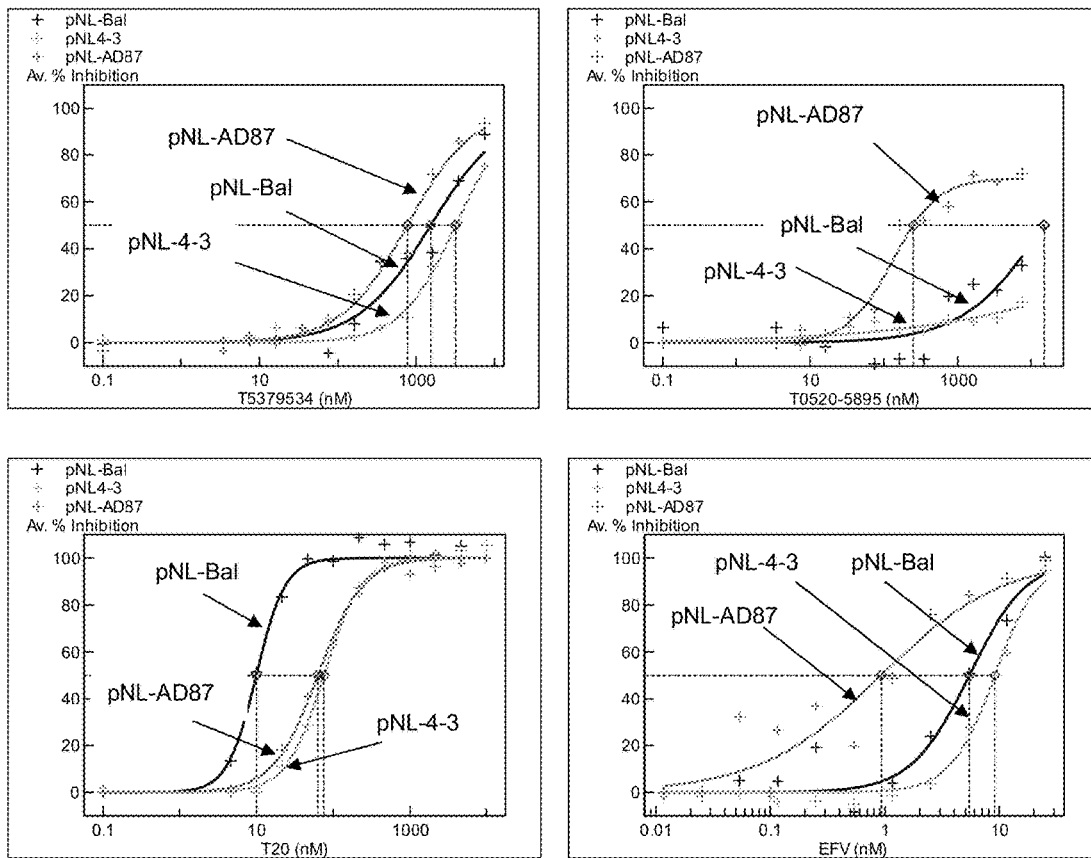 pNL-Bal
pNL4-3
pNL-AD87
Av. % Inhibition
100
80
60
40
20
0
pNL-AD87
pNL-Bal
pNL-4-3
0.1
10
1000
T5379534 (nM)
pNL-Bal
pNL4-3
pNL-AD87
Av. % Inhibition
100
80
60
40
20
0
pNL-AD87
pNL-Bal
pNL-4-3
0.1
10
1000
T0520-5895 (nM)
pNL-Bal
pNL4-3
pNL-AD87
Av. % Inhibition
100
80
60
40
20
0
pNL-Bal
pNL-AD87
pNL-4-3
0.1
10
1000
T20 (nM)
pNL-Bal
pNL4-3
pNL-AD87
Av. % Inhibition
100
80
60
40
20
0
pNL-4-3
pNL-Bal
pNL-AD87
0.01
0.1
1
10
EFV (nM)